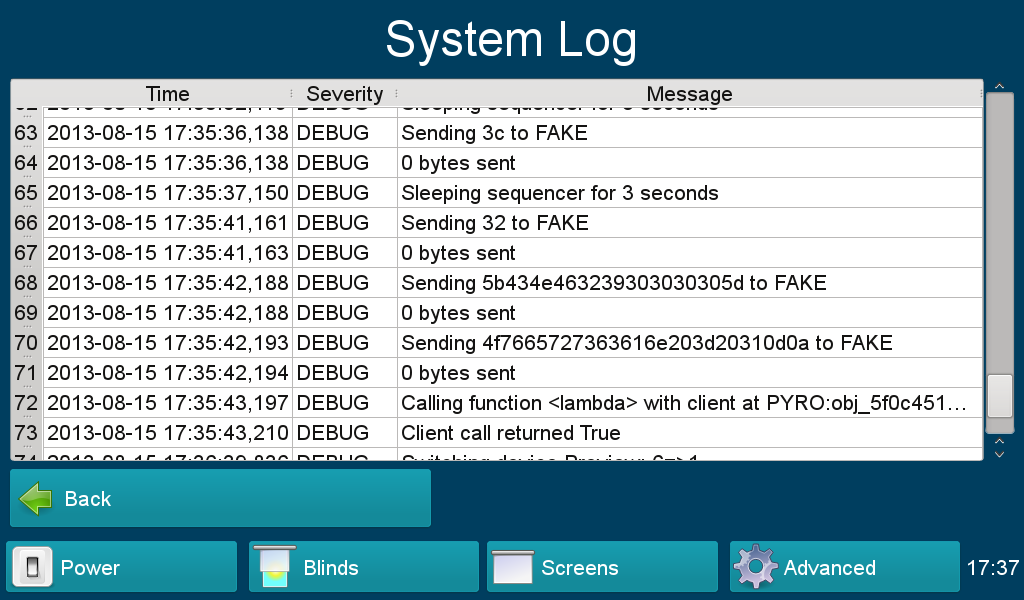 System Log
Time Severity Message
63 2013-08-15 17:35:36,138 DEBUG Sending 3c to FAKE
64 2013-08-15 17:35:36,138 DEBUG 0 bytes sent
65 2013-08-15 17:35:37,150 DEBUG Sleeping sequencer for 3 seconds
66 2013-08-15 17:35:41,161 DEBUG Sending 32 to FAKE
67 2013-08-15 17:35:41,163 DEBUG 0 bytes sent
68 2013-08-15 17:35:42,188 DEBUG Sending 5b434e463239303030305d to FAKE
69 2013-08-15 17:35:42,188 DEBUG 0 bytes sent
70 2013-08-15 17:35:42,193 DEBUG Sending 4f7665727363616e203d20310d0a to FAKE
71 2013-08-15 17:35:42,194 DEBUG 0 bytes sent
72 2013-08-15 17:35:43,197 DEBUG Calling function <lambda> with client at PYRO:obj_5f0c451...
73 2013-08-15 17:35:43,210 DEBUG Client call returned True
Back
Power Blinds Screens Advanced 17:37